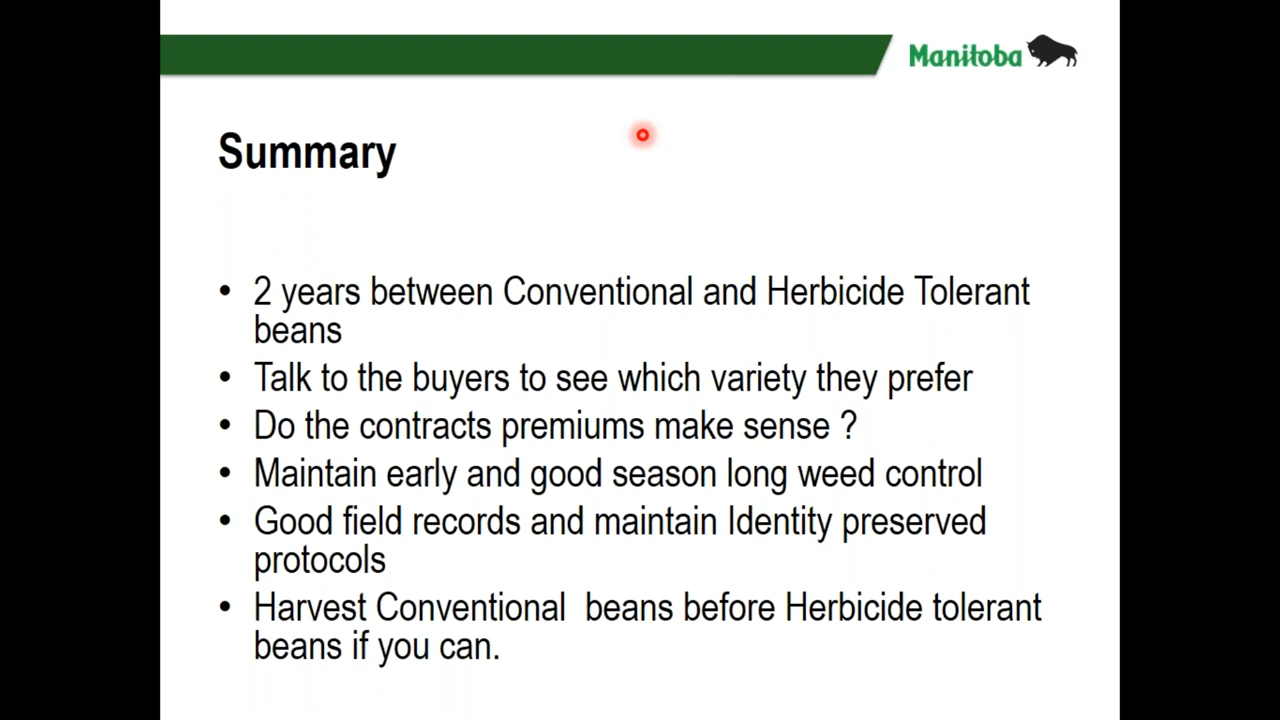 Manitoba
Summary
• 2 years between Conventional and Herbicide Tolerant
beans
• Talk to the buyers to see which variety they prefer
• Do the contracts premiums make sense ?
• Maintain early and good season long weed control
• Good field records and maintain Identity preserved
protocols
• Harvest Conventional  beans before Herbicide tolerant
beans if you can.